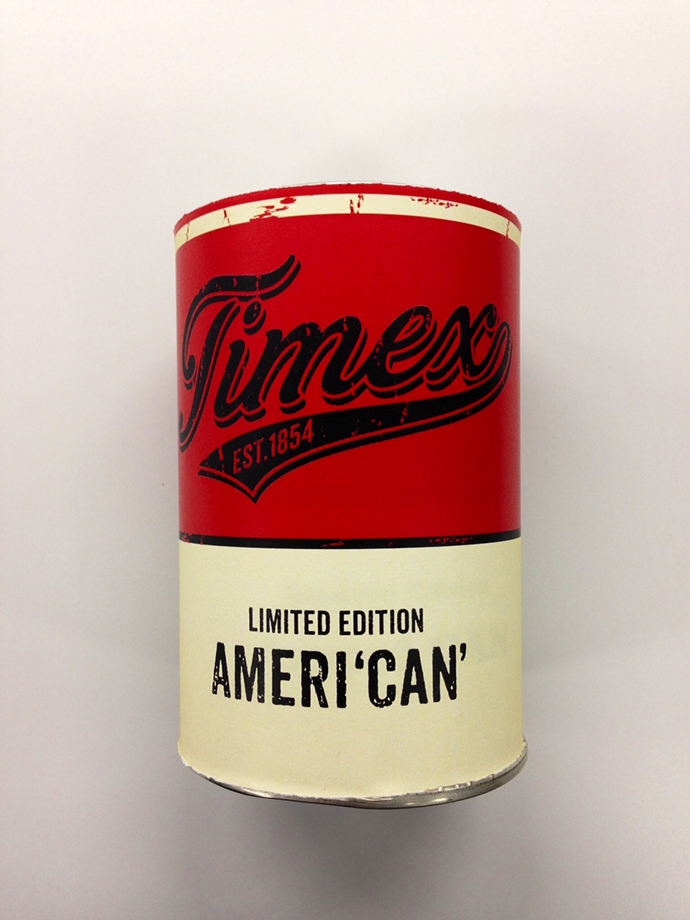 Timex
EST.1854
LIMITED EDITION
AMERI‘CAN’